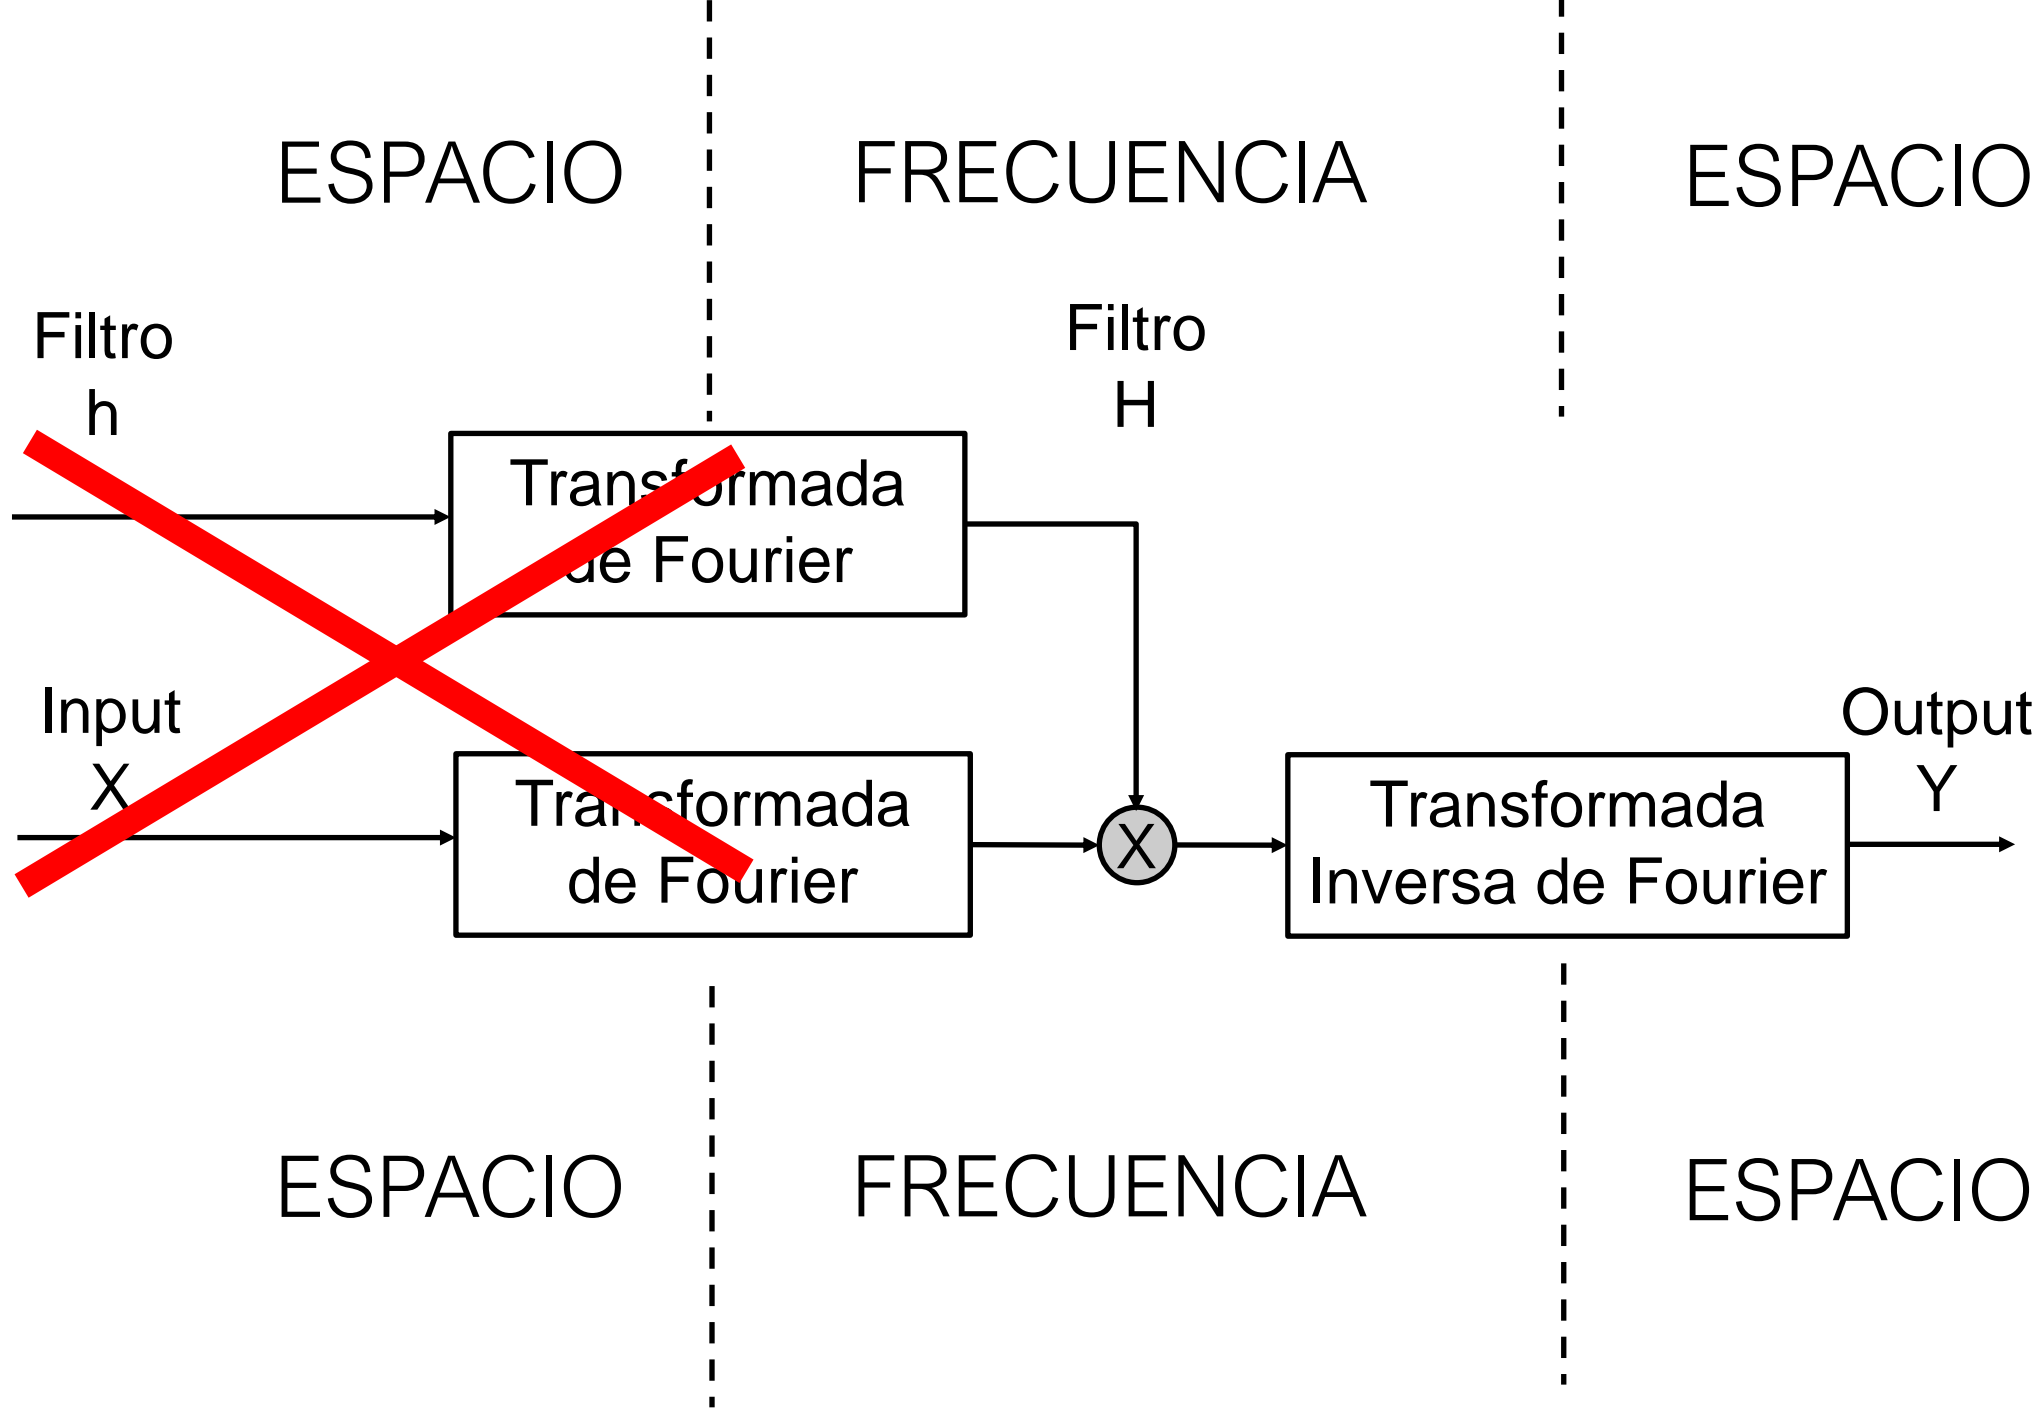 ESPACIO
FRECUENCIA
ESPACIO
Filtro
h
Filtro
H
Transformada
de Fourier
Input
X
Transformada
de Fourier
X
Transformada
Inversa de Fourier
Output
Y
ESPACIO
FRECUENCIA
ESPACIO